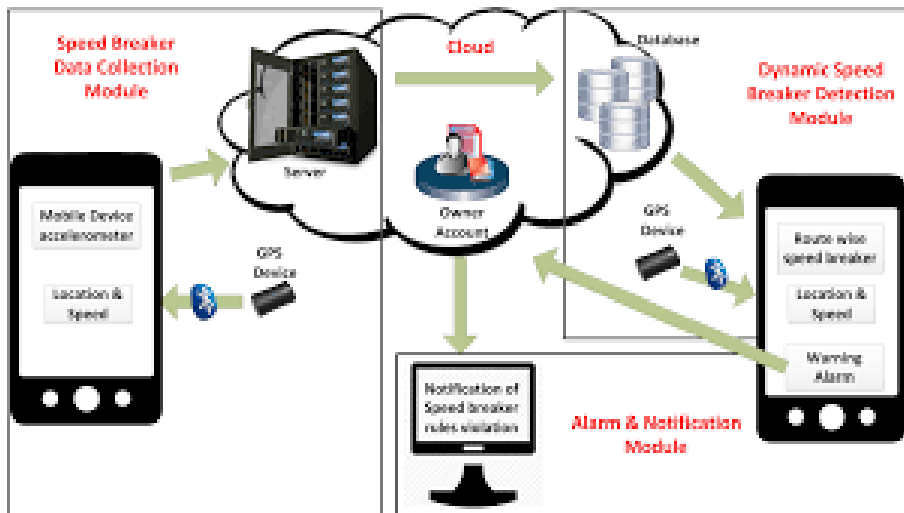 Speed Breaker
Data Collection
Module
Cloud
Database
Dynamic Speed
Breaker Detection
Module
Server
Owner
Account
Mobile Device
accelerometer
Location &
Speed
GPS
Device
GPS
Device
Route wise
speed breaker
Location &
Speed
Warning
Alarm
Notification of
Speed breaker
rules violation
Alarm & Notification
Module